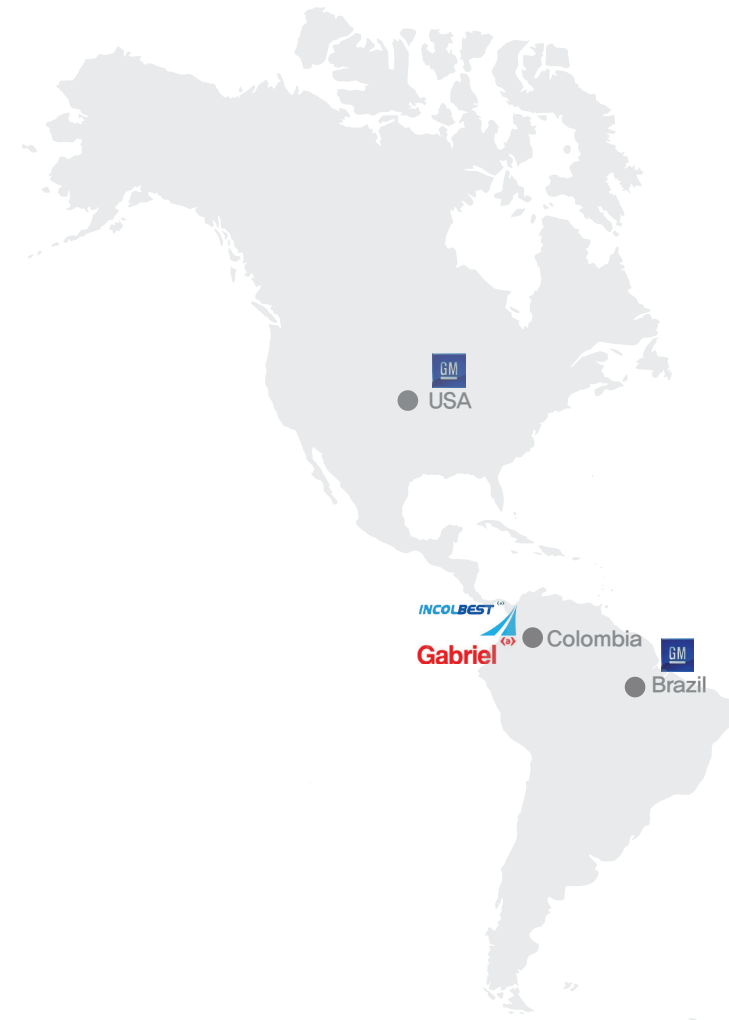 GM
USA
INCOLBEST (a)
Gabriel (a)
Colombia
GM
Brazil